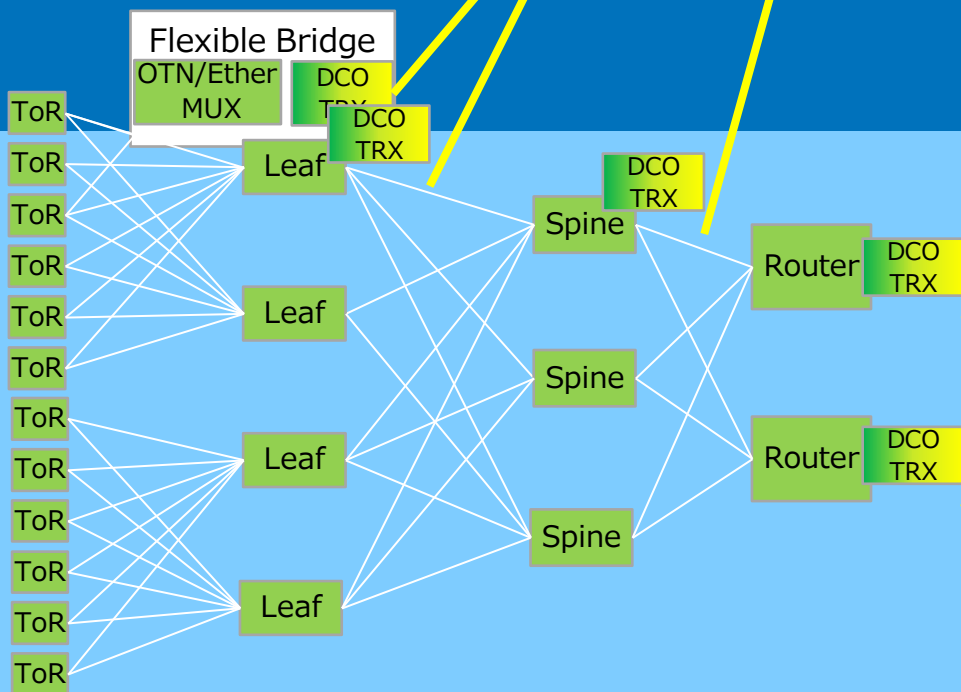 Flexible Bridge
OTN/Ether
MUX
DCO
TRX
DCO
TRX
ToR
ToR
ToR
ToR
ToR
ToR
ToR
ToR
ToR
ToR
ToR
ToR
Leaf
Leaf
Leaf
Leaf
DCO
TRX
Spine
Spine
Spine
Router
DCO
TRX
Router
DCO
TRX